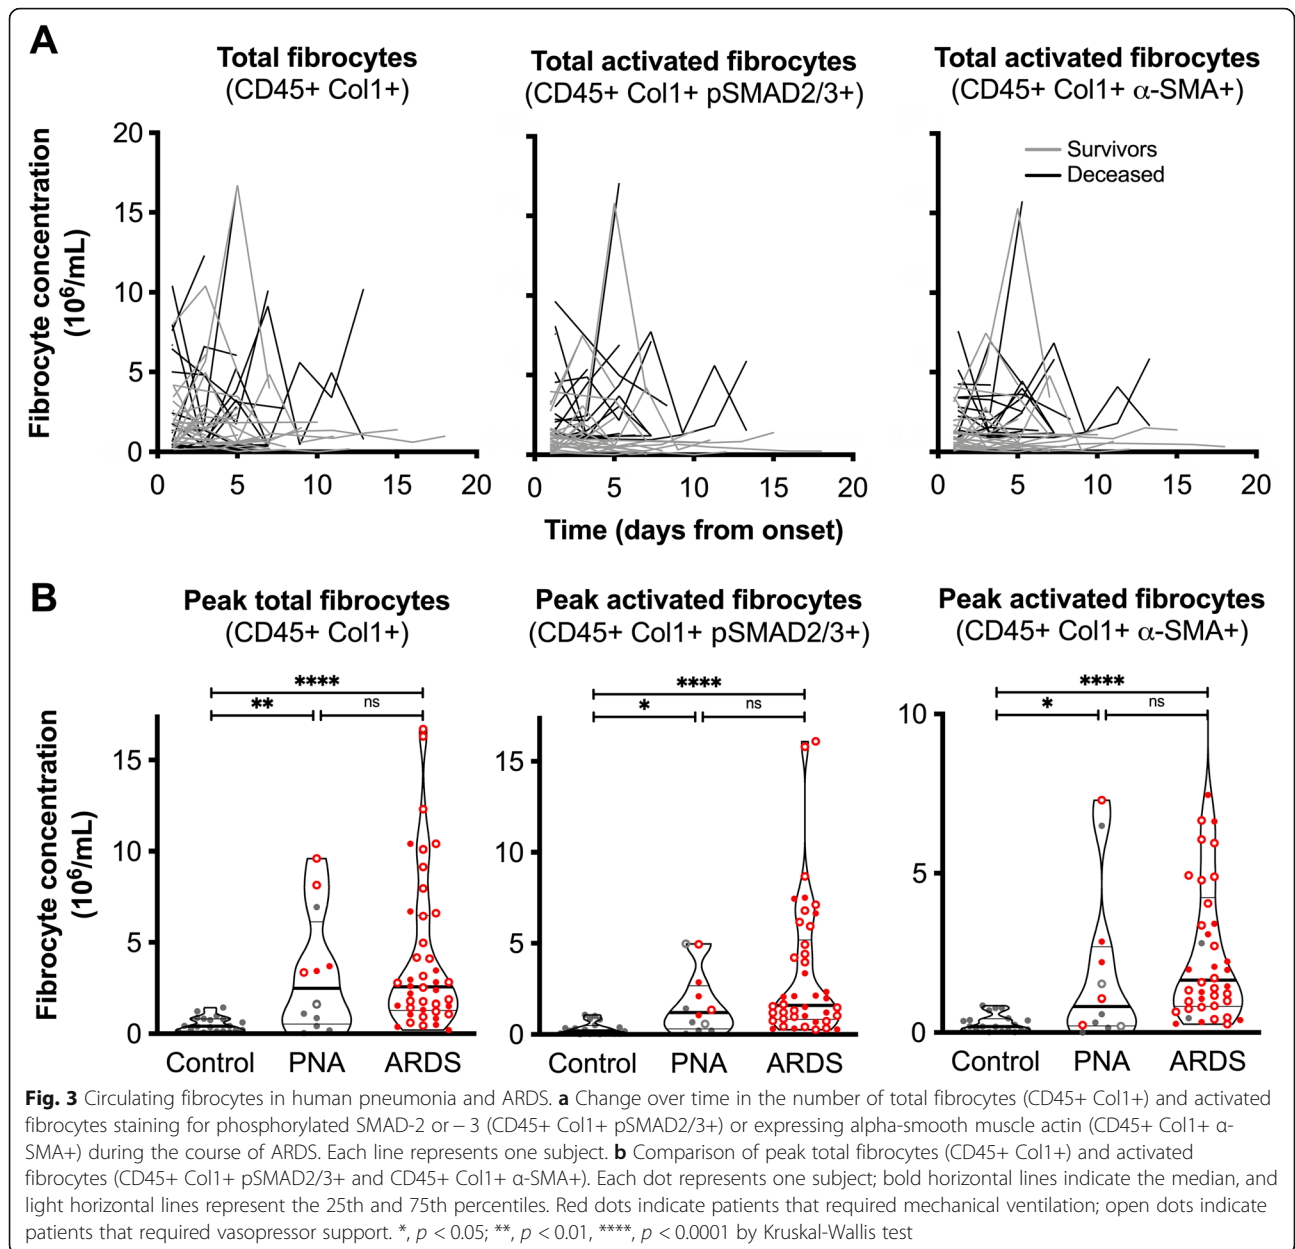 A
Total fibrocytes
(CD45+ Col1+)
Total activated fibrocytes
(CD45+ Col1+ pSMAD2/3+)
Total activated fibrocytes
(CD45+ Col1+ α-SMA+)
Fibrocyte concentration
(10⁶/mL)
20
15
10
5
0
0 5 10 15 20
0 5 10 15 20
0 5 10 15 20
Survivors
Deceased
Time (days from onset)
B
Peak total fibrocytes
(CD45+ Col1+)
Peak activated fibrocytes
(CD45+ Col1+ pSMAD2/3+)
Peak activated fibrocytes
(CD45+ Col1+ α-SMA+)
Fibrocyte concentration
(10⁶/mL)
****
** ns
15
10
5
0
Control PNA ARDS
****
* ns
15
10
5
0
Control PNA ARDS
****
* ns
10
5
0
Control PNA ARDS
Fig. 3 Circulating fibrocytes in human pneumonia and ARDS. a Change over time in the number of total fibrocytes (CD45+ Col1+) and activated
fibrocytes staining for phosphorylated SMAD-2 or − 3 (CD45+ Col1+ pSMAD2/3+) or expressing alpha-smooth muscle actin (CD45+ Col1+ α-
SMA+) during the course of ARDS. Each line represents one subject. b Comparison of peak total fibrocytes (CD45+ Col1+) and activated
fibrocytes (CD45+ Col1+ pSMAD2/3+ and CD45+ Col1+ α-SMA+). Each dot represents one subject; bold horizontal lines indicate the median, and
light horizontal lines represent the 25th and 75th percentiles. Red dots indicate patients that required mechanical ventilation; open dots indicate
patients that required vasopressor support. *, p < 0.05; **, p < 0.01, ****, p < 0.0001 by Kruskal-Wallis test